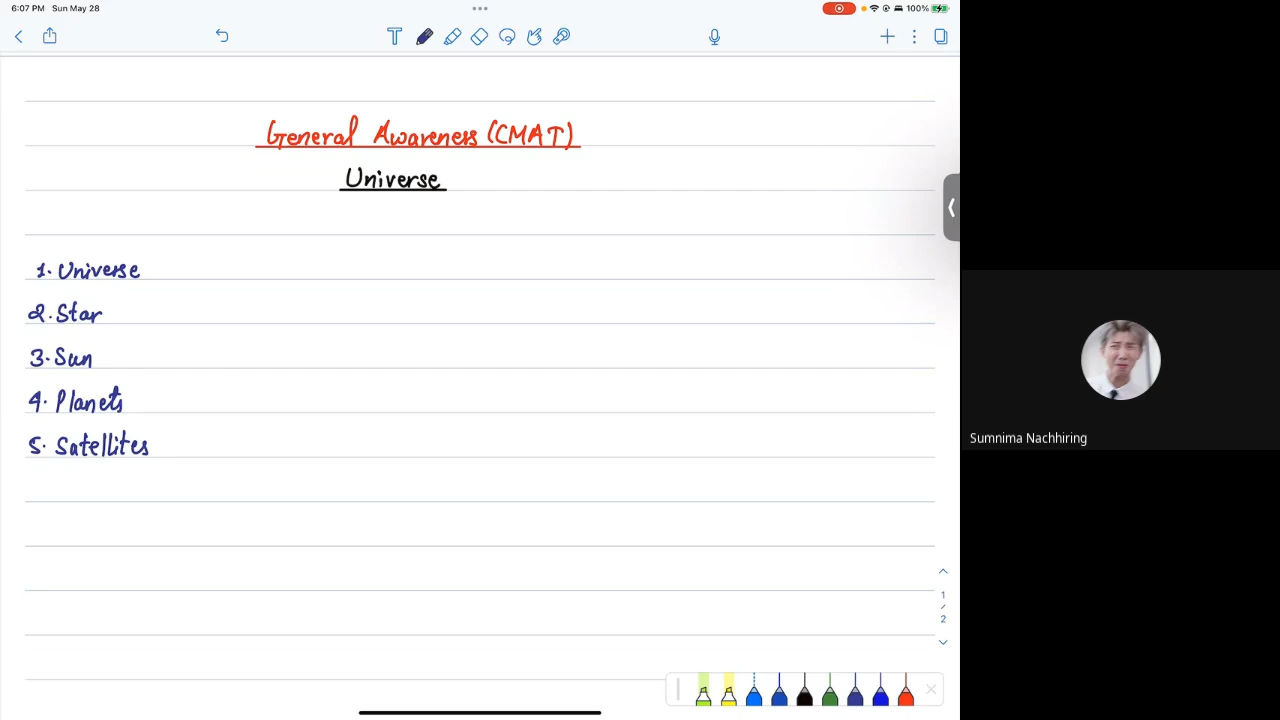 6:07 PM Sun May 28
100%
General Awareness (CMAT)
Universe
1. Universe
2. Star
3. Sun
4. Planets
5. Satellites
Sumnima Nachhiring
1
/
2